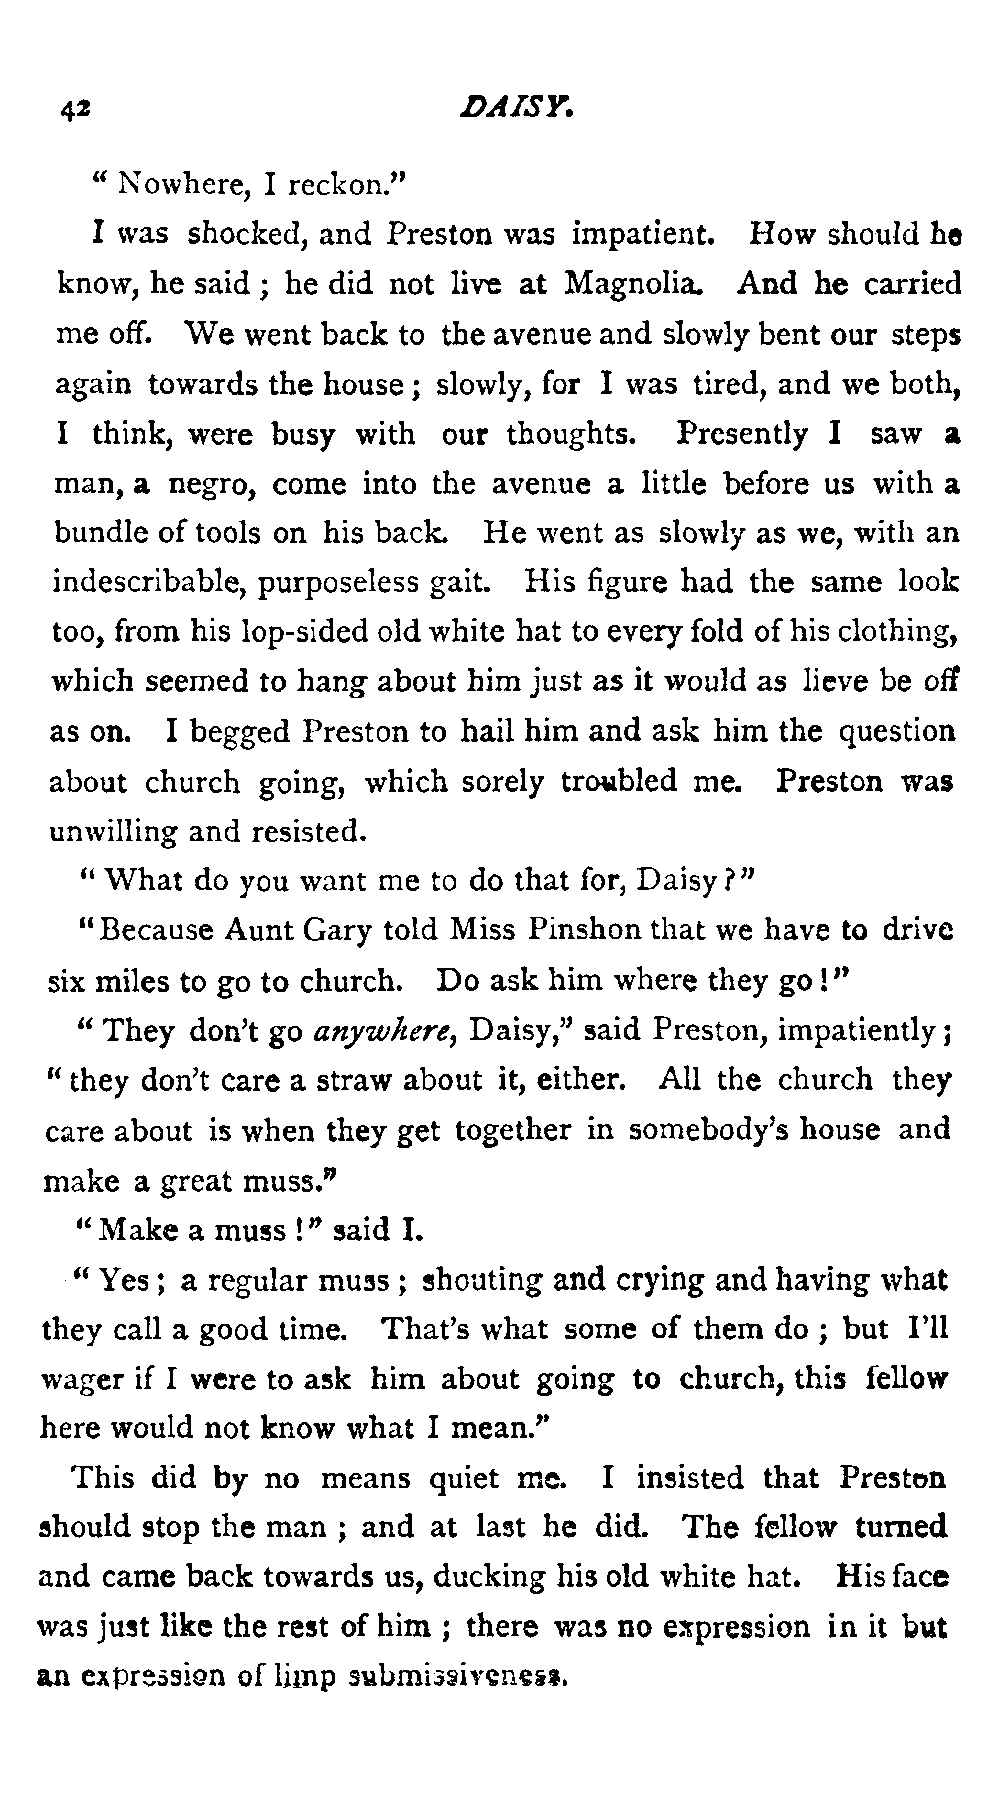 42 DAISY.
“ Nowhere, I reckon.”
I was shocked, and Preston was impatient. How should he
know, he said ; he did not live at Magnolia. And he carried
me off. We went back to the avenue and slowly bent our steps
again towards the house ; slowly, for I was tired, and we both,
I think, were busy with our thoughts. Presently I saw a
man, a negro, come into the avenue a little before us with a
bundle of tools on his back. He went as slowly as we, with an
indescribable, purposeless gait. His figure had the same look
too, from his lop-sided old white hat to every fold of his clothing,
which seemed to hang about him just as it would as lieve be off
as on. I begged Preston to hail him and ask him the question
about church going, which sorely troubled me. Preston was
unwilling and resisted.
“ What do you want me to do that for, Daisy ?”
“Because Aunt Gary told Miss Pinshon that we have to drive
six miles to go to church. Do ask him where they go !”
“ They don’t go anywhere, Daisy,” said Preston, impatiently ;
“ they don’t care a straw about it, either. All the church they
care about is when they get together in somebody’s house and
make a great muss.”
“ Make a muss !” said I.
“ Yes ; a regular muss ; shouting and crying and having what
they call a good time. That’s what some of them do ; but I’ll
wager if I were to ask him about going to church, this fellow
here would not know what I mean.”
This did by no means quiet me. I insisted that Preston
should stop the man ; and at last he did. The fellow turned
and came back towards us, ducking his old white hat. His face
was just like the rest of him ; there was no expression in it but
an expression of limp submissiveness.